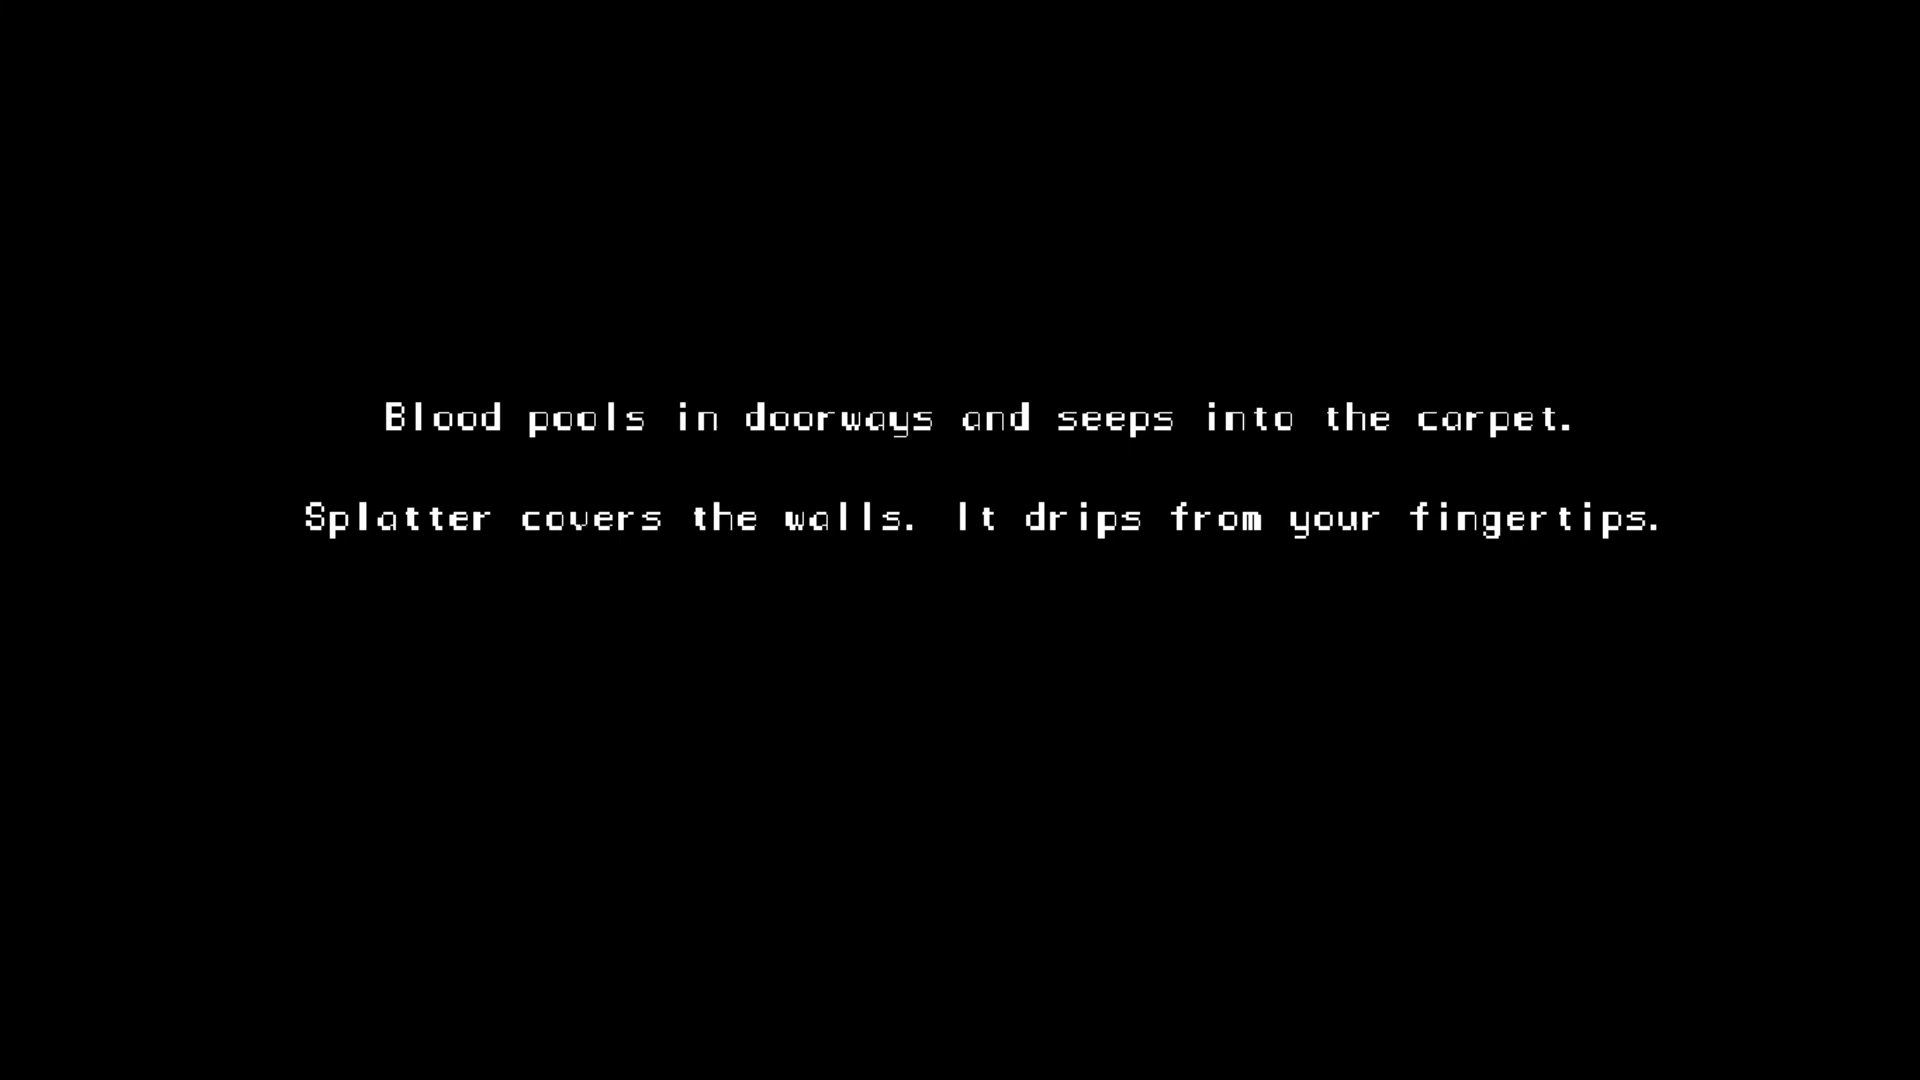 Blood pools in doorways and seeps into the carpet.
Splatter covers the walls. It drips from your fingertips.